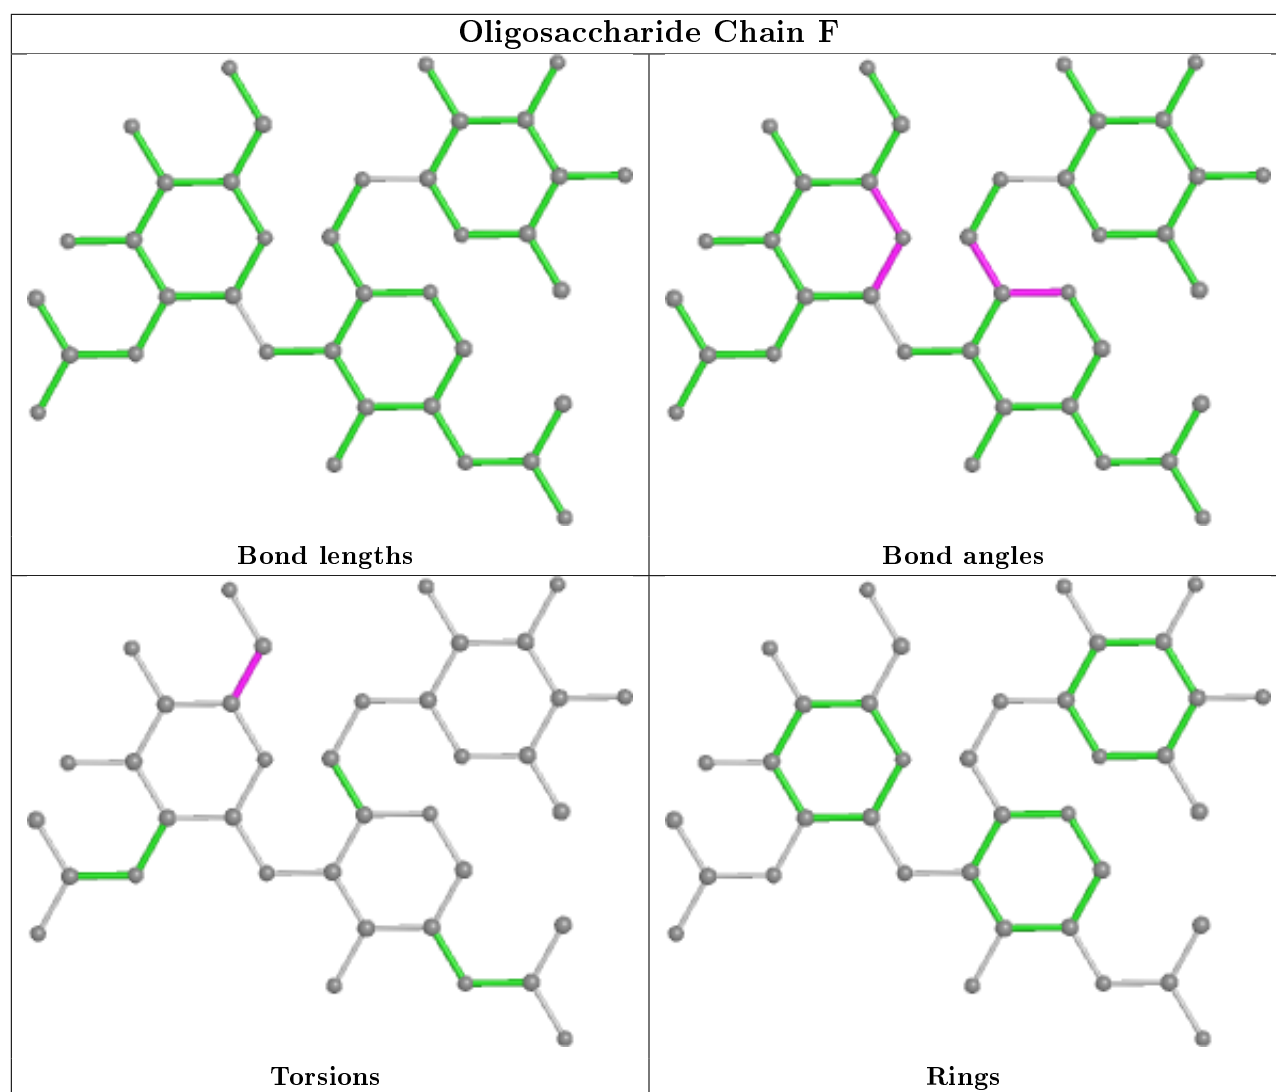 Oligosaccharide Chain F
Bond lengths
Bond angles
Torsions
Rings